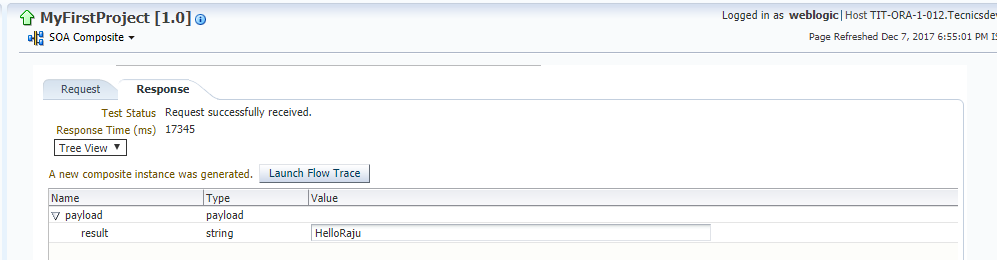 MyFirstProject [1.0]
Logged in as weblogic| Host TIT-ORA-1-012.Tecnicsdev
SOA Composite
Page Refreshed Dec 7, 2017 6:55:01 PM IS
Request Response
Test Status Request successfully received.
Response Time (ms) 17345
Tree View
A new composite instance was generated. Launch Flow Trace
Name Type Value
payload payload
result string HelloRaju